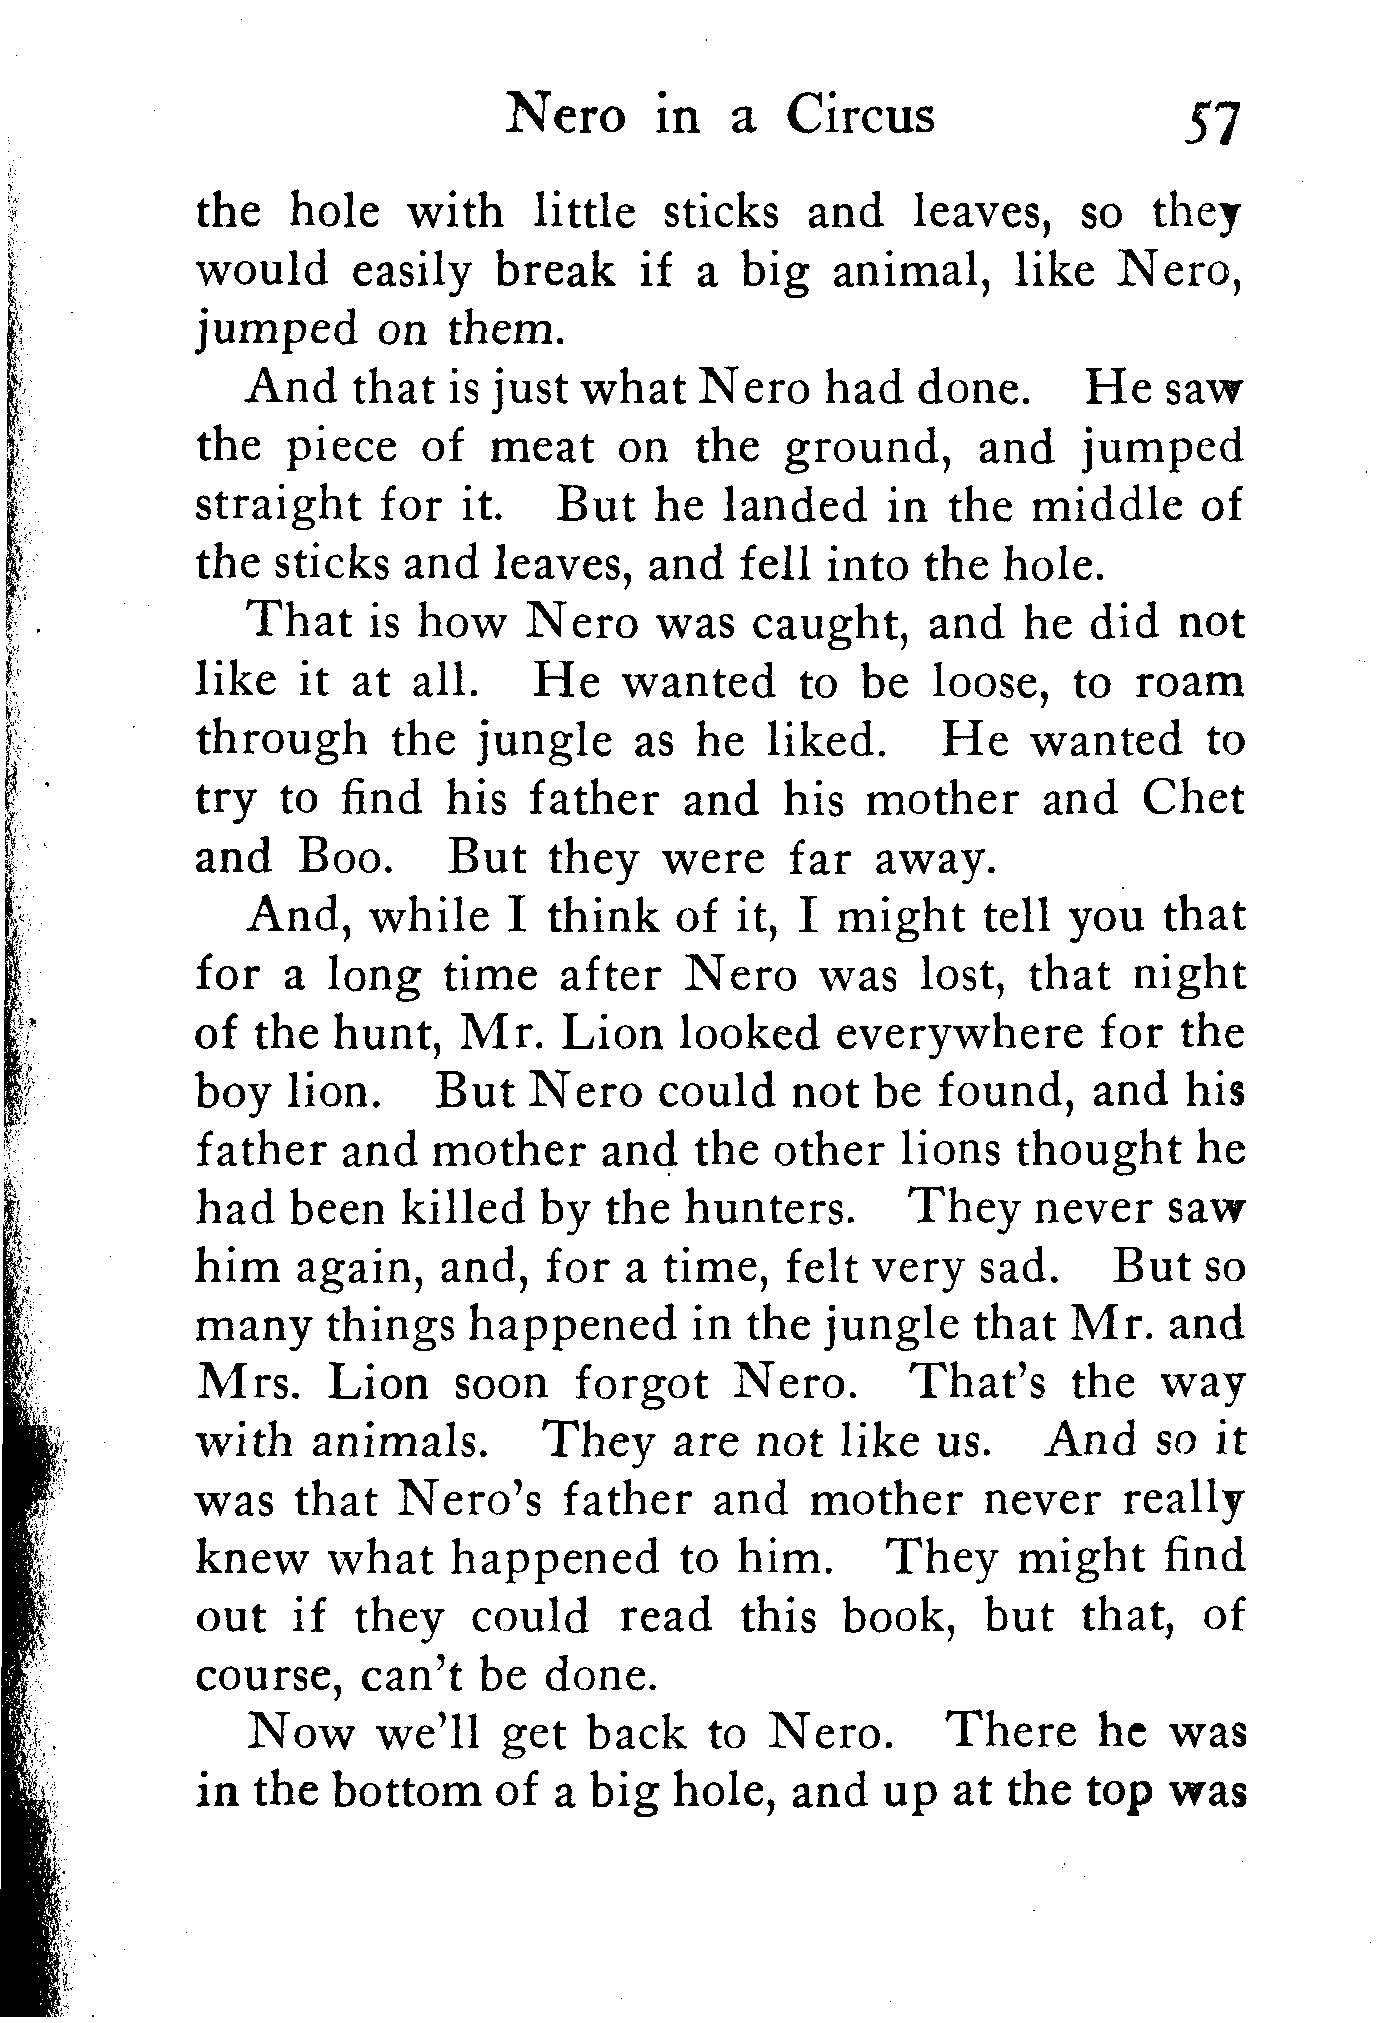 Nero in a Circus 57
the hole with little sticks and leaves, so they
would easily break if a big animal, like Nero,
jumped on them.
And that is just what Nero had done. He saw
the piece of meat on the ground, and jumped
straight for it. But he landed in the middle of
the sticks and leaves, and fell into the hole.
That is how Nero was caught, and he did not
like it at all. He wanted to be loose, to roam
through the jungle as he liked. He wanted to
try to find his father and his mother and Chet
and Boo. But they were far away.
And, while I think of it, I might tell you that
for a long time after Nero was lost, that night
of the hunt, Mr. Lion looked everywhere for the
boy lion. But Nero could not be found, and his
father and mother and the other lions thought he
had been killed by the hunters. They never saw
him again, and, for a time, felt very sad. But so
many things happened in the jungle that Mr. and
Mrs. Lion soon forgot Nero. That's the way
with animals. They are not like us. And so it
was that Nero's father and mother never really
knew what happened to him. They might find
out if they could read this book, but that, of
course, can't be done.
Now we'll get back to Nero. There he was
in the bottom of a big hole, and up at the top was